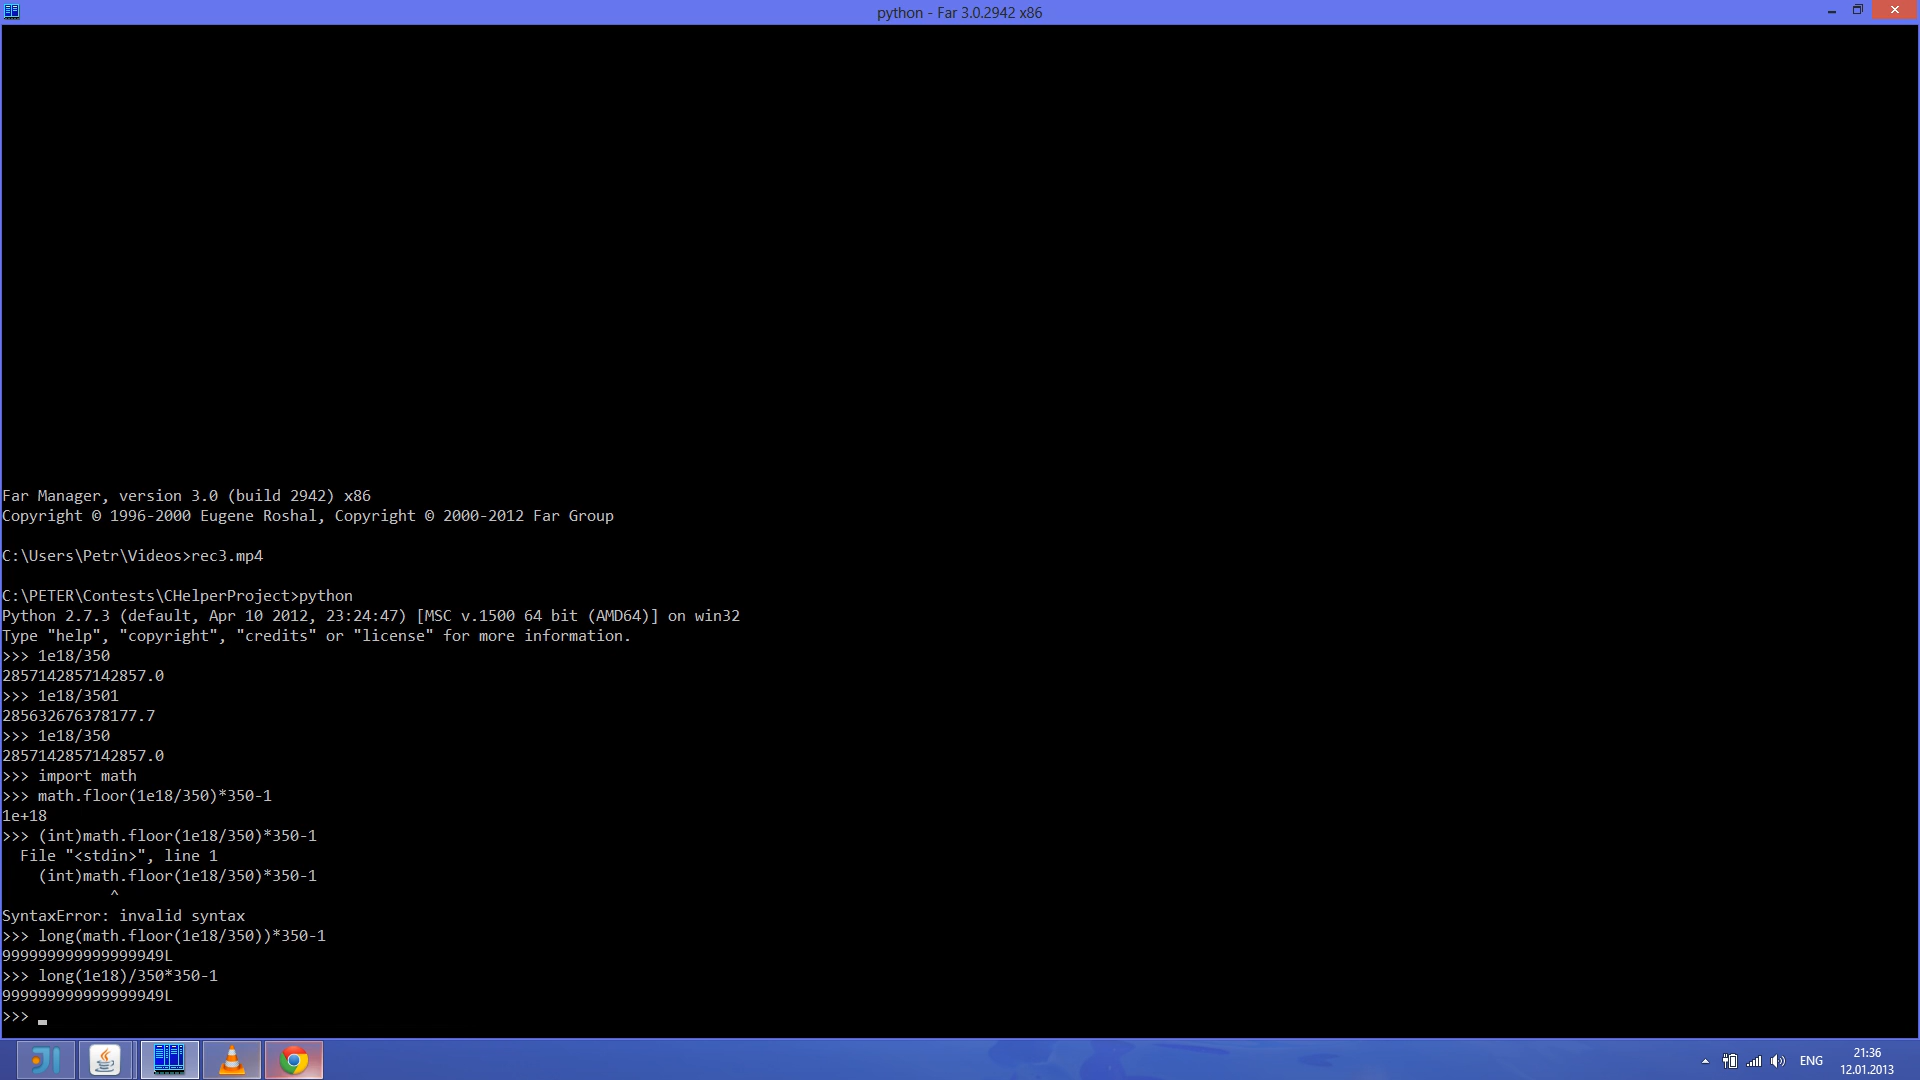 python - Far 3.0.2942 x86
Far Manager, version 3.0 (build 2942) x86
Copyright © 1996-2000 Eugene Roshal, Copyright © 2000-2012 Far Group
C:\Users\Petr\Videos>rec3.mp4
C:\PETER\Contests\CHelperProject>python
Python 2.7.3 (default, Apr 10 2012, 23:24:47) [MSC v.1500 64 bit (AMD64)] on win32
Type "help", "copyright", "credits" or "license" for more information.
>>> 1e18/350
2857142857142857.0
>>> 1e18/3501
285632676378177.7
>>> 1e18/350
2857142857142857.0
>>> import math
>>> math.floor(1e18/350)*350-1
1e+18
>>> (int)math.floor(1e18/350)*350-1
  File "<stdin>", line 1
    (int)math.floor(1e18/350)*350-1
            ^
SyntaxError: invalid syntax
>>> long(math.floor(1e18/350))*350-1
999999999999999949L
>>> long(1e18)/350*350-1
999999999999999949L
>>> _
ENG
21:36
12.01.2013